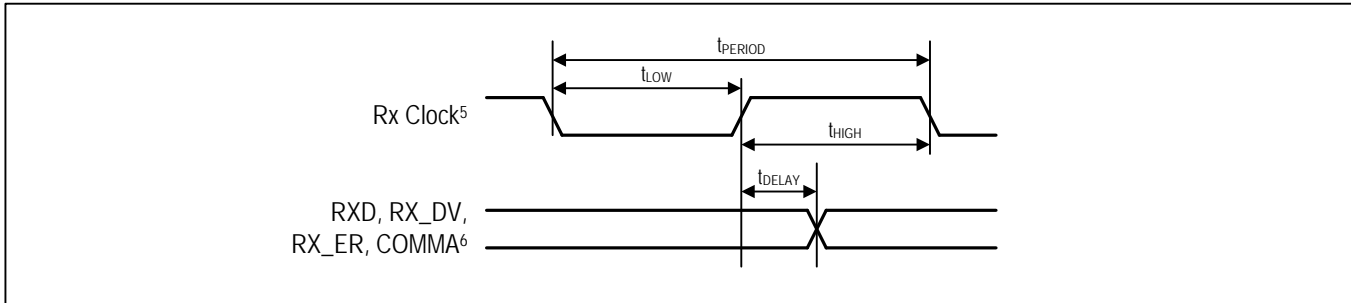 tPERIOD
tLOW
Rx Clock⁵
tHIGH
tDELAY
RXD, RX_DV,
RX_ER, COMMA⁶